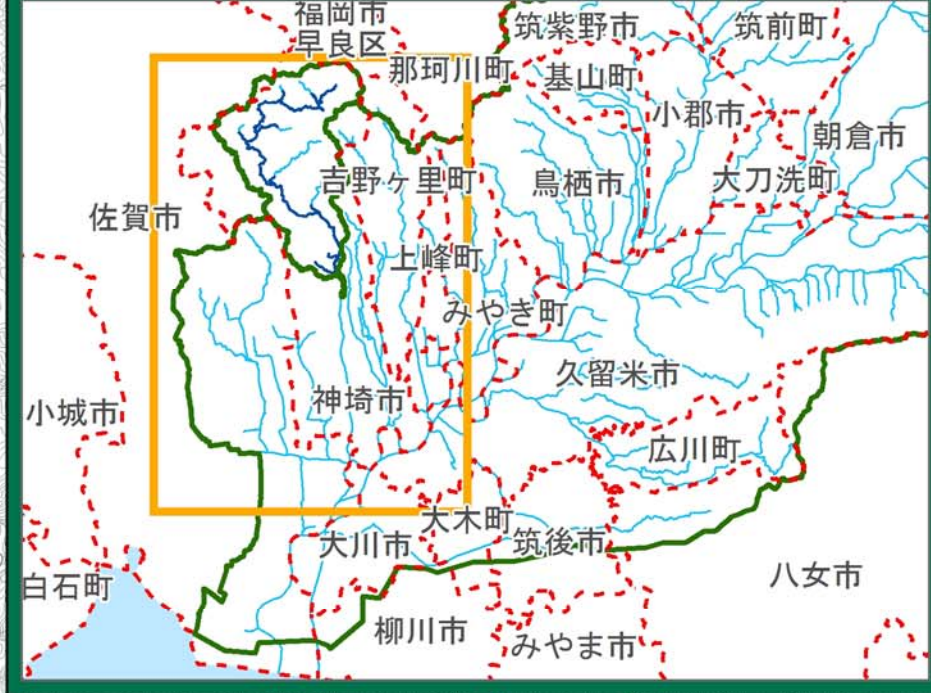 福岡市
早良区
筑紫野市
筑前町
那珂川町
基山町
小郡市
朝倉市
吉野ヶ里町
鳥栖市
大刀洗町
佐賀市
上峰町
みやき町
久留米市
神埼市
小城市
広川町
大木町
大川市
筑後市
八女市
白石町
柳川市
みやま市